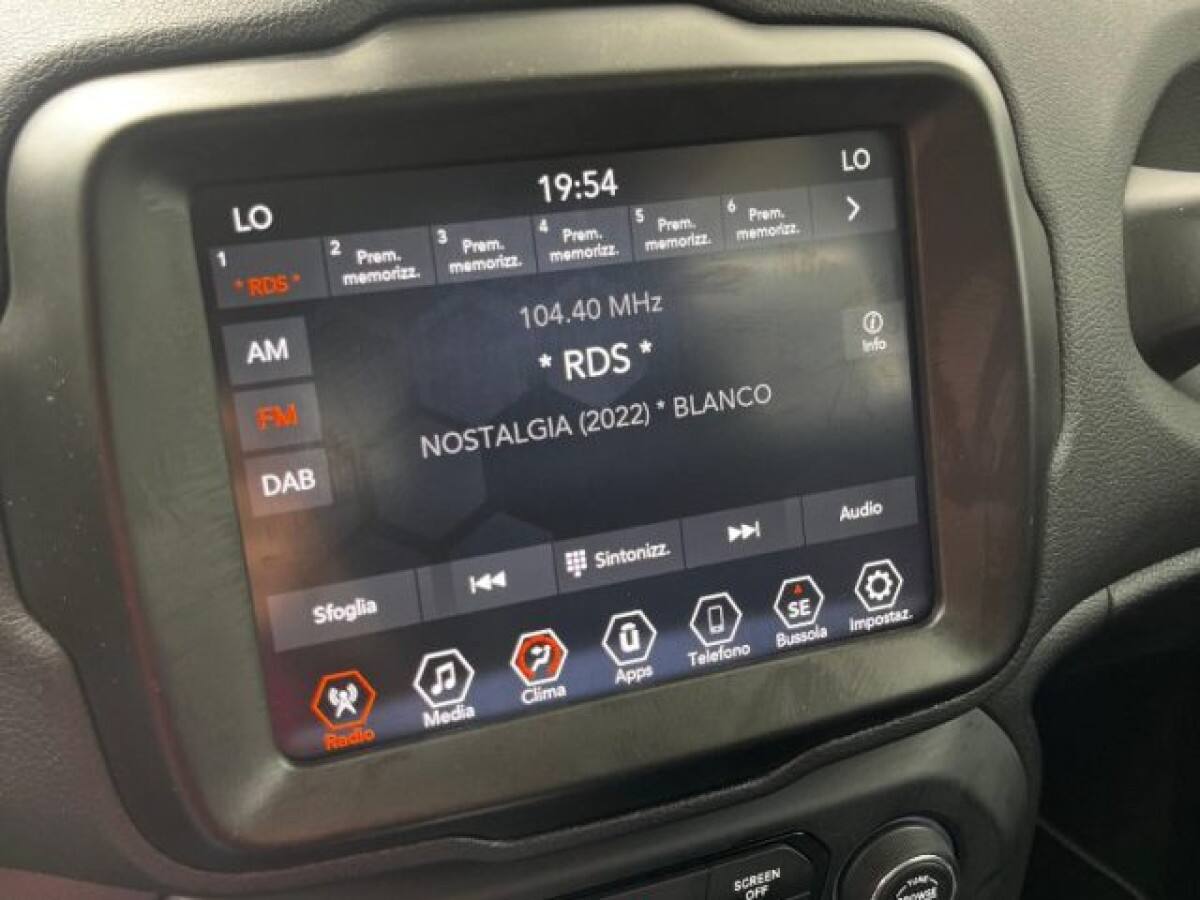 LO
19:54
LO
1
* RDS *
2
Prem.
memorizz.
3
Prem.
memorizz.
4
Prem.
memorizz.
5
Prem.
memorizz.
6
Prem.
memorizz.
104.40 MHz
AM
* RDS *
Info
FM
NOSTALGIA (2022) * BLANCO
DAB
Sfoglia
Sintonizz.
Audio
Radio
Media
Clima
Apps
Telefono
SE
Bussola
Impostaz.
SCREEN
OFF
TUNE
BROWSE